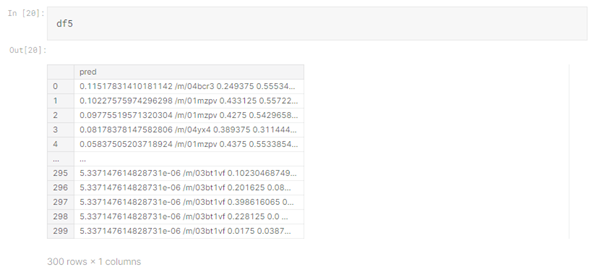 In [20]:
df5
Out[20]:
pred
0 0.11517831410181142 /m/04bcr3 0.249375 0.55534...
1 0.10227575974296298 /m/01mzpv 0.433125 0.55722...
2 0.09775519571320304 /m/01mzpv 0.4275 0.5429658...
3 0.08178378147582806 /m/04yx4 0.389375 0.311444...
4 0.05837505203718924 /m/01mzpv 0.4375 0.5533854...
... ...
295 5.337147614828731e-06 /m/03bt1vf 0.10230468749...
296 5.337147614828731e-06 /m/03bt1vf 0.201625 0.08...
297 5.337147614828731e-06 /m/03bt1vf 0.398616065 0...
298 5.337147614828731e-06 /m/03bt1vf 0.228125 0.0 ...
299 5.337147614828731e-06 /m/03bt1vf 0.0175 0.0387...
300 rows × 1 columns